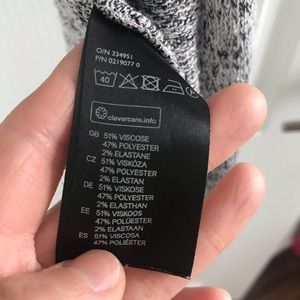 O/N 334951
P/N 0219077 0
40
clevercare.info
GB 51% VISCOSE
47% POLYESTER
2% ELASTANE
CZ 51% VISKÓZA
47% POLYESTER
2% ELASTAN
DE 51% VISKOSE
47% POLYESTER
2% ELASTHAN
EE 51% VISKOOS
47% POLÜESTER
2% ELASTAAN
ES 51% VISCOSA
47% POLIÉSTER